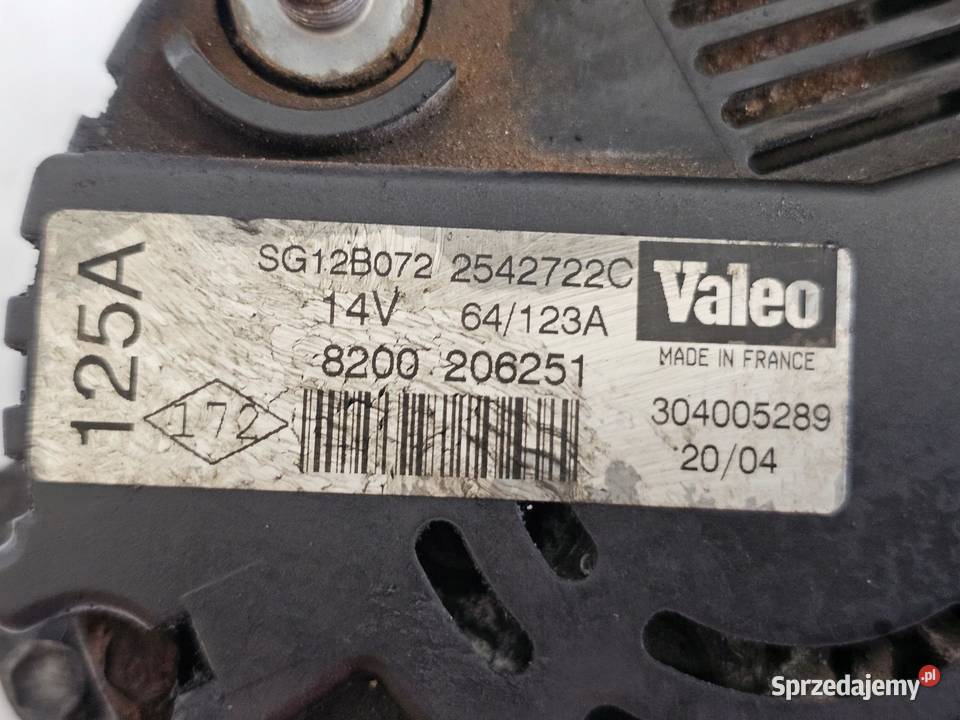 125A
SG12B072 2542722C
14V 64/123A
8200 206251
172
Valeo
MADE IN FRANCE
304005289
20/04
Sprzedajemy.pl